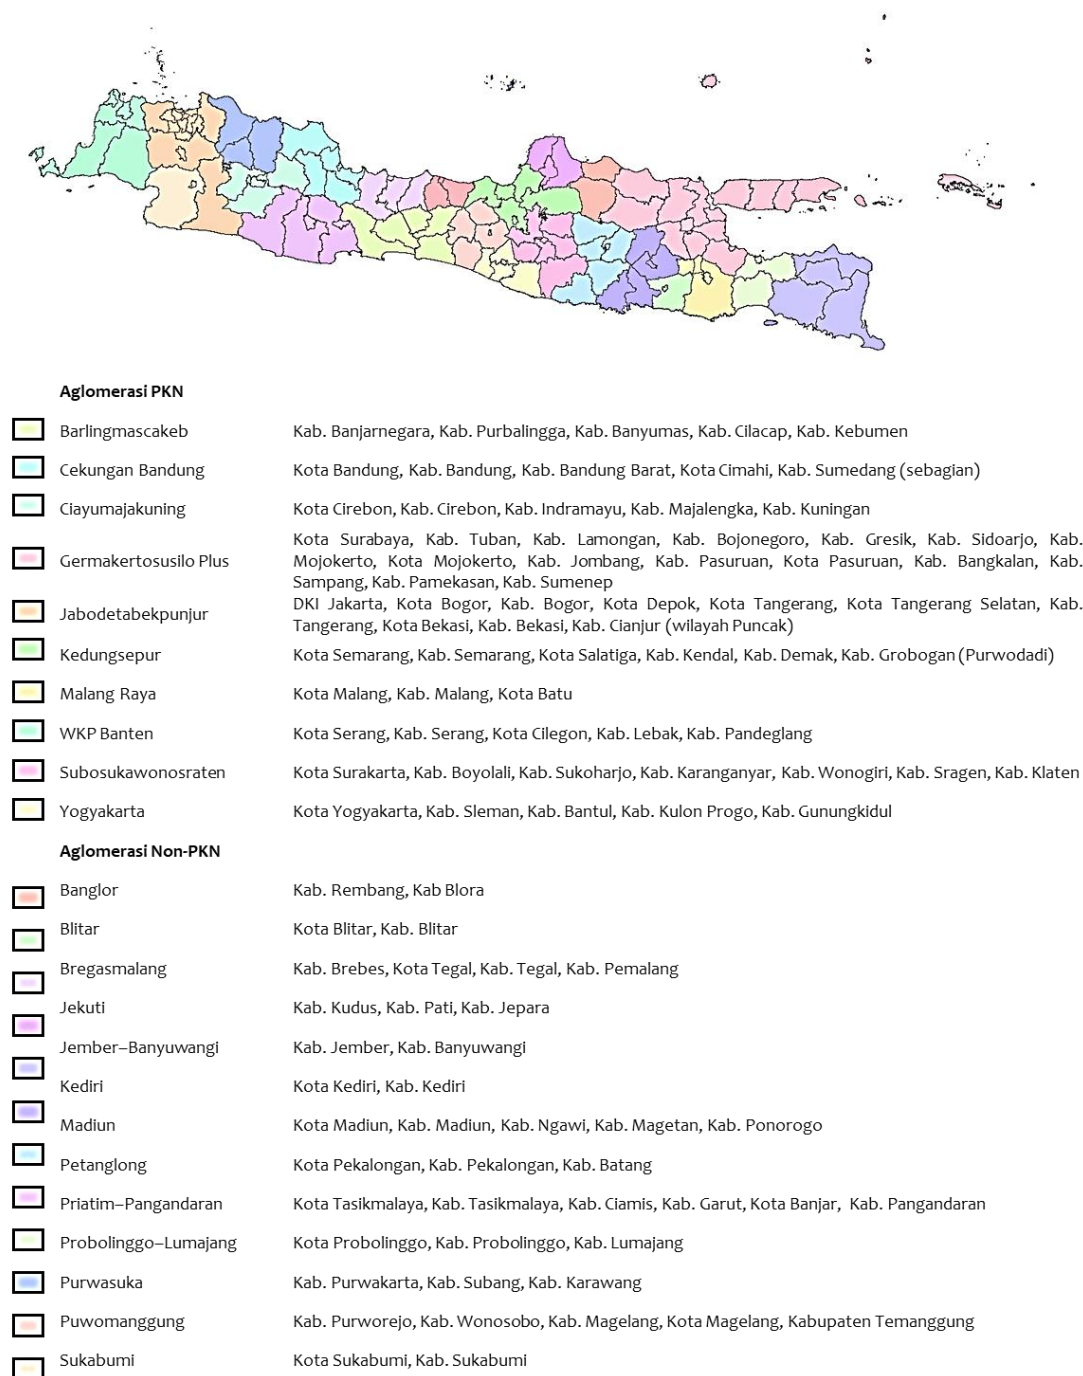 Aglomerasi PKN
Barlingmascakeb Kab. Banjarnegara, Kab. Purbalingga, Kab. Banyumas, Kab. Cilacap, Kab. Kebumen
Cekungan Bandung Kota Bandung, Kab. Bandung, Kab. Bandung Barat, Kota Cimahi, Kab. Sumedang (sebagian)
Ciayumajakuning Kota Cirebon, Kab. Cirebon, Kab. Indramayu, Kab. Majalengka, Kab. Kuningan
Germakertosusilo Plus Kota Surabaya, Kab. Tuban, Kab. Lamongan, Kab. Bojonegoro, Kab. Gresik, Kab. Sidoarjo, Kab.
Mojokerto, Kota Mojokerto, Kab. Jombang, Kab. Pasuruan, Kota Pasuruan, Kab. Bangkalan, Kab.
Sampang, Kab. Pamekasan, Kab. Sumenep
Jabodetabekpunjur DKI Jakarta, Kota Bogor, Kab. Bogor, Kota Depok, Kota Tangerang, Kota Tangerang Selatan, Kab.
Tangerang, Kota Bekasi, Kab. Bekasi, Kab. Cianjur (wilayah Puncak)
Kedungsepur Kota Semarang, Kab. Semarang, Kota Salatiga, Kab. Kendal, Kab. Demak, Kab. Grobogan (Purwodadi)
Malang Raya Kota Malang, Kab. Malang, Kota Batu
WKP Banten Kota Serang, Kab. Serang, Kota Cilegon, Kab. Lebak, Kab. Pandeglang
Subosukawonosraten Kota Surakarta, Kab. Boyolali, Kab. Sukoharjo, Kab. Karanganyar, Kab. Wonogiri, Kab. Sragen, Kab. Klaten
Yogyakarta Kota Yogyakarta, Kab. Sleman, Kab. Bantul, Kab. Kulon Progo, Kab. Gunungkidul
Aglomerasi Non-PKN
Banglor Kab. Rembang, Kab Blora
Blitar Kota Blitar, Kab. Blitar
Bregasmalang Kab. Brebes, Kota Tegal, Kab. Tegal, Kab. Pemalang
Jekuti Kab. Kudus, Kab. Pati, Kab. Jepara
Jember–Banyuwangi Kab. Jember, Kab. Banyuwangi
Kediri Kota Kediri, Kab. Kediri
Madiun Kota Madiun, Kab. Madiun, Kab. Ngawi, Kab. Magetan, Kab. Ponorogo
Petanglong Kota Pekalongan, Kab. Pekalongan, Kab. Batang
Priatim–Pangandaran Kota Tasikmalaya, Kab. Tasikmalaya, Kab. Ciamis, Kab. Garut, Kota Banjar, Kab. Pangandaran
Probolinggo–Lumajang Kota Probolinggo, Kab. Probolinggo, Kab. Lumajang
Purwasuka Kab. Purwakarta, Kab. Subang, Kab. Karawang
Puwomanggung Kab. Purworejo, Kab. Wonosobo, Kab. Magelang, Kota Magelang, Kabupaten Temanggung
Sukabumi Kota Sukabumi, Kab. Sukabumi